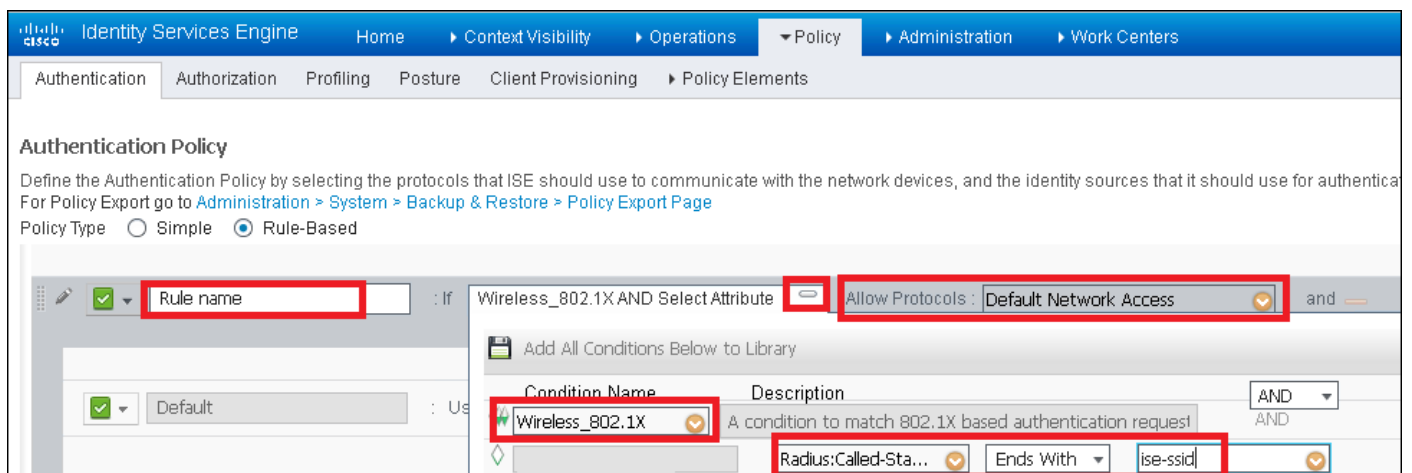 cisco Identity Services Engine Home Context Visibility Operations Policy Administration Work Centers
Authentication Authorization Profiling Posture Client Provisioning Policy Elements
Authentication Policy
Define the Authentication Policy by selecting the protocols that ISE should use to communicate with the network devices, and the identity sources that it should use for authentica
For Policy Export go to Administration > System > Backup & Restore > Policy Export Page
Policy Type Simple Rule-Based
Rule name : If Wireless_802.1X AND Select Attribute Allow Protocols : Default Network Access and
Add All Conditions Below to Library
Condition Name Description AND
Default : Us Wireless_802.1X A condition to match 802.1X based authentication request AND
Radius:Called-Sta... Ends With ise-ssid